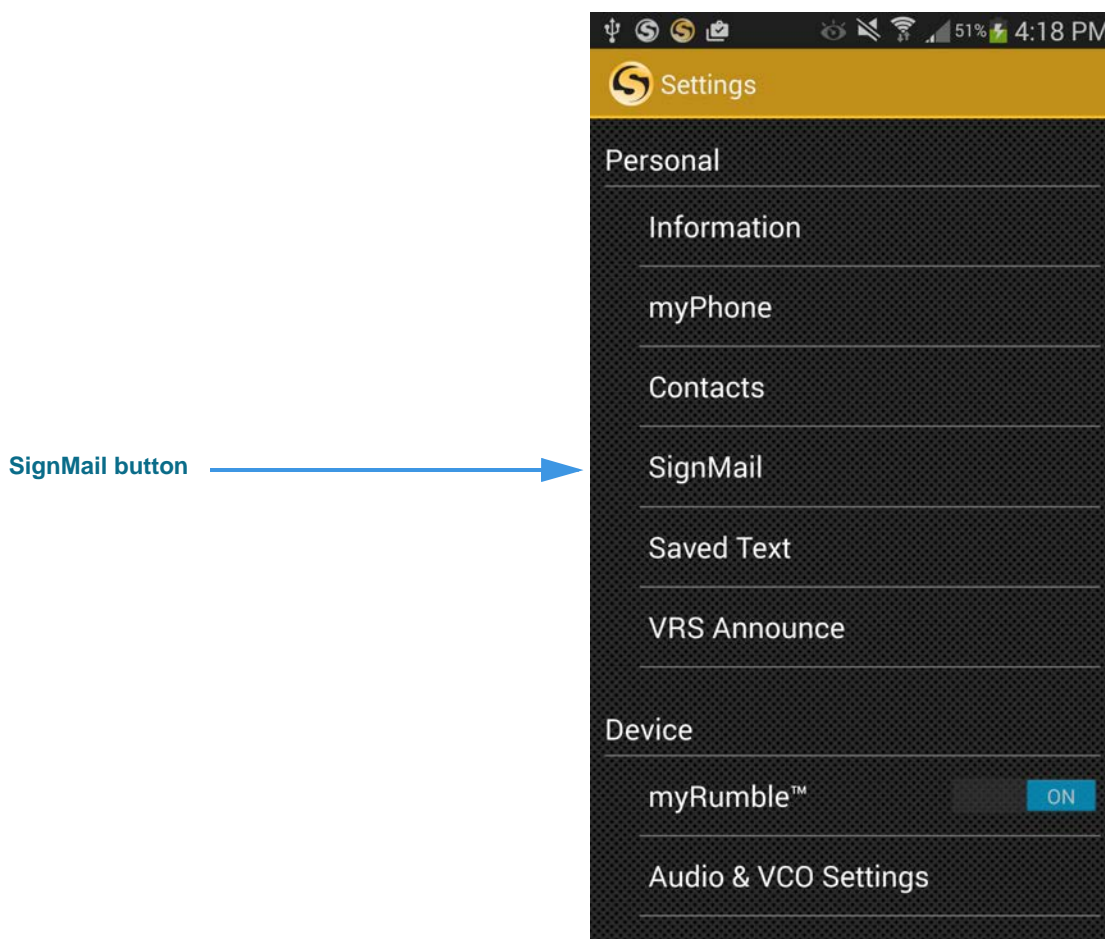 51% 4:18 PM
Settings
Personal
Information
myPhone
Contacts
SignMail button
SignMail
Saved Text
VRS Announce
Device
myRumble™ ON
Audio & VCO Settings